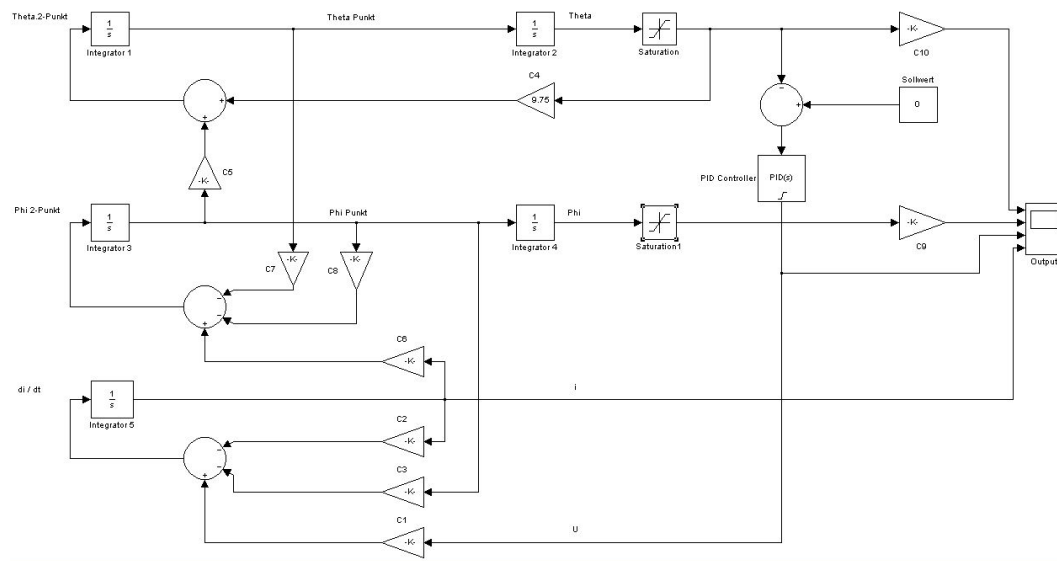 Theta.2-Punkt
1
s
Integrator 1
Theta Punkt
1
s
Integrator 2
Theta
Saturation
-K-
C10
C4
9.75
Sollwert
0
+
+
−
+
-K-
C5
PID Controller
PID(s)
Phi 2-Punkt
1
s
Integrator 3
Phi Punkt
1
s
Integrator 4
Phi
Saturation1
-K-
C9
Output
C7
-K-
C8
-K-
−
−
+
C6
-K-
di / dt
1
s
Integrator 5
i
C2
-K-
−
−
+
C3
-K-
C1
-K-
U